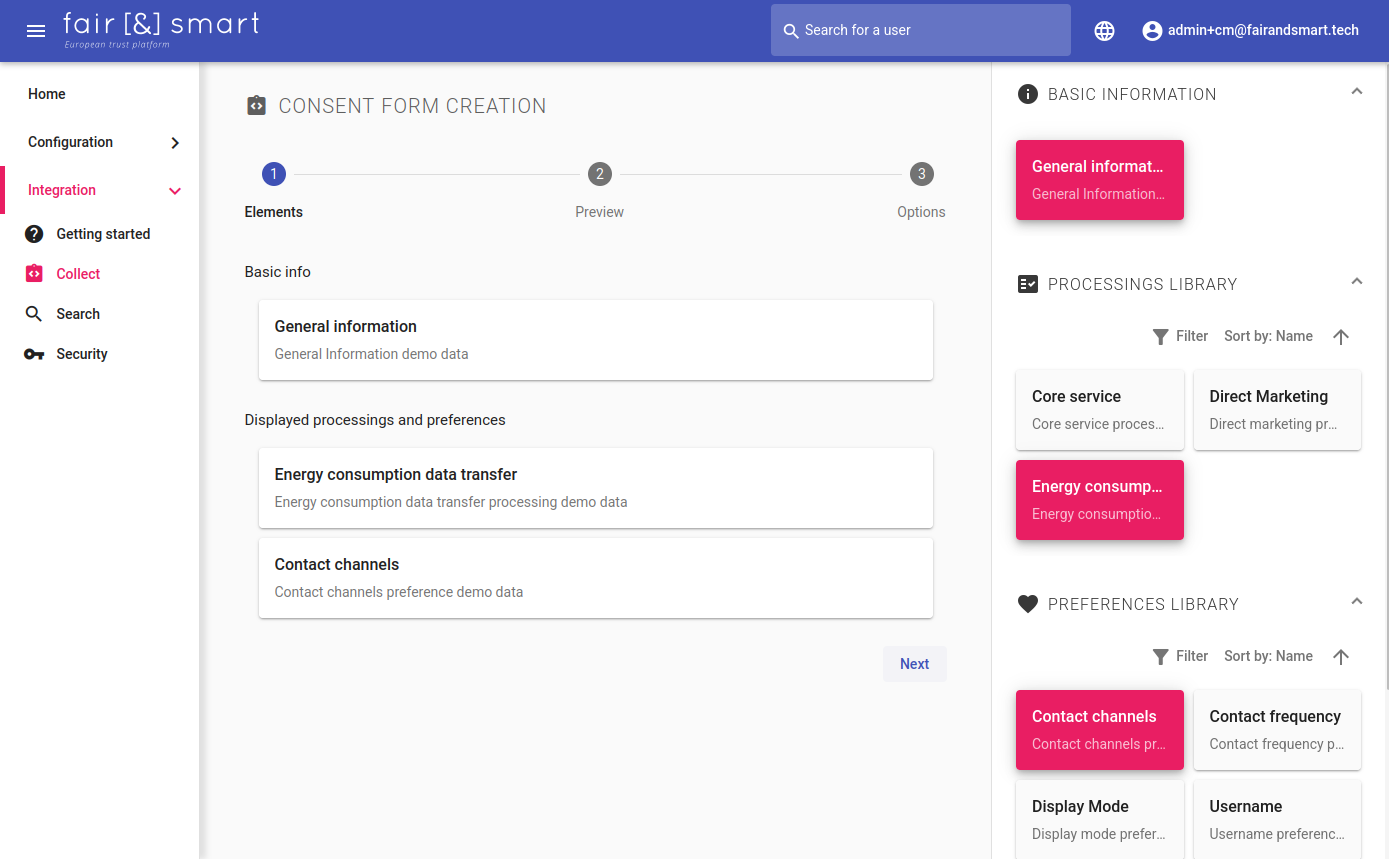 fair [&] smart
European trust platform
Search for a user
admin+cm@fairandsmart.tech
Home
Configuration
Integration
Getting started
Collect
Search
Security
CONSENT FORM CREATION
1
2
3
Elements
Preview
Options
Basic info
General information
General Information demo data
Displayed processings and preferences
Energy consumption data transfer
Energy consumption data transfer processing demo data
Contact channels
Contact channels preference demo data
Next
BASIC INFORMATION
General informat…
General Information…
PROCESSINGS LIBRARY
Filter Sort by: Name
Core service
Core service proces…
Direct Marketing
Direct marketing pr…
Energy consump…
Energy consumptio…
PREFERENCES LIBRARY
Filter Sort by: Name
Contact channels
Contact channels pr…
Contact frequency
Contact frequency p…
Display Mode
Display mode prefer…
Username
Username preferenc…